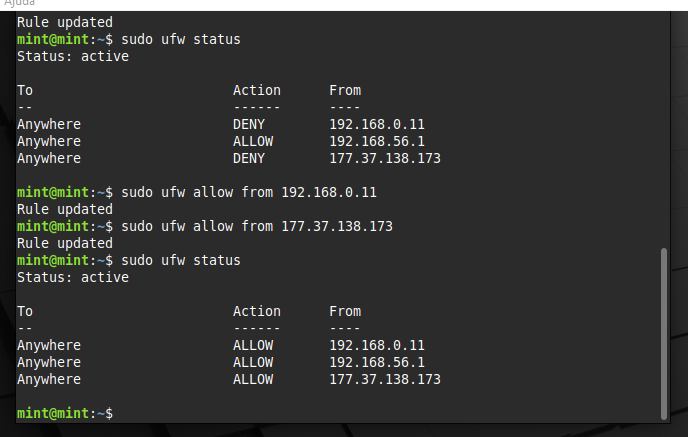 Ajuda
Rule updated
mint@mint:~$ sudo ufw status
Status: active
To Action From
-- ------ ----
Anywhere DENY 192.168.0.11
Anywhere ALLOW 192.168.56.1
Anywhere DENY 177.37.138.173
mint@mint:~$ sudo ufw allow from 192.168.0.11
Rule updated
mint@mint:~$ sudo ufw allow from 177.37.138.173
Rule updated
mint@mint:~$ sudo ufw status
Status: active
To Action From
-- ------ ----
Anywhere ALLOW 192.168.0.11
Anywhere ALLOW 192.168.56.1
Anywhere ALLOW 177.37.138.173
mint@mint:~$